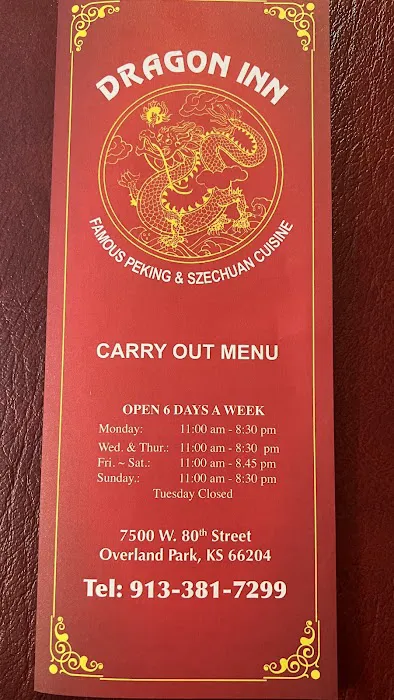 DRAGON INN
FAMOUS PEKING & SZECHUAN CUISINE
CARRY OUT MENU
OPEN 6 DAYS A WEEK
Monday: 11:00 am - 8:30 pm
Wed. & Thur.: 11:00 am - 8:30 pm
Fri. ~ Sat.: 11:00 am - 8.45 pm
Sunday.: 11:00 am - 8:30 pm
Tuesday Closed
7500 W. 80th Street
Overland Park, KS 66204
Tel: 913-381-7299